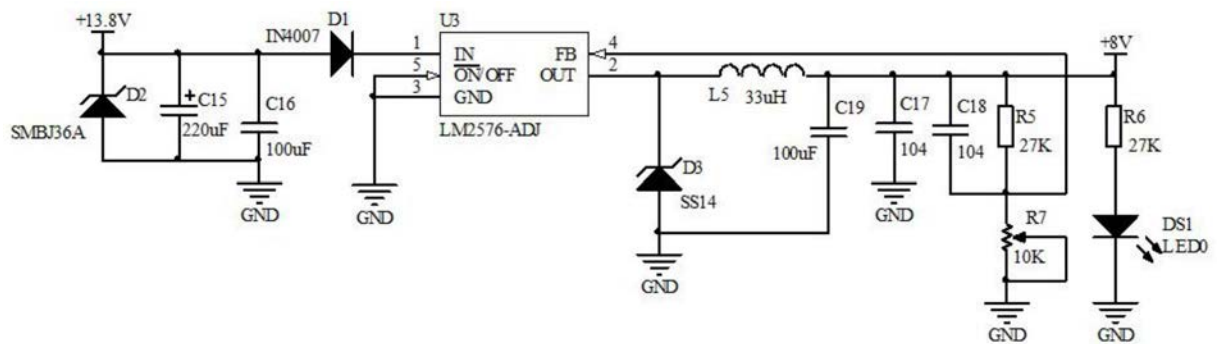 +13.8V
IN4007
D1
U3
1
IN
FB
4
5
ON/OFF
OUT
2
3
GND
LM2576-ADJ
D2
SMBJ36A
C15
+
220uF
C16
100uF
GND
GND
L5
33uH
D3
SS14
GND
C19
100uF
C17
104
GND
C18
104
R5
27K
R7
10K
GND
+8V
R6
27K
DS1
LED0
GND